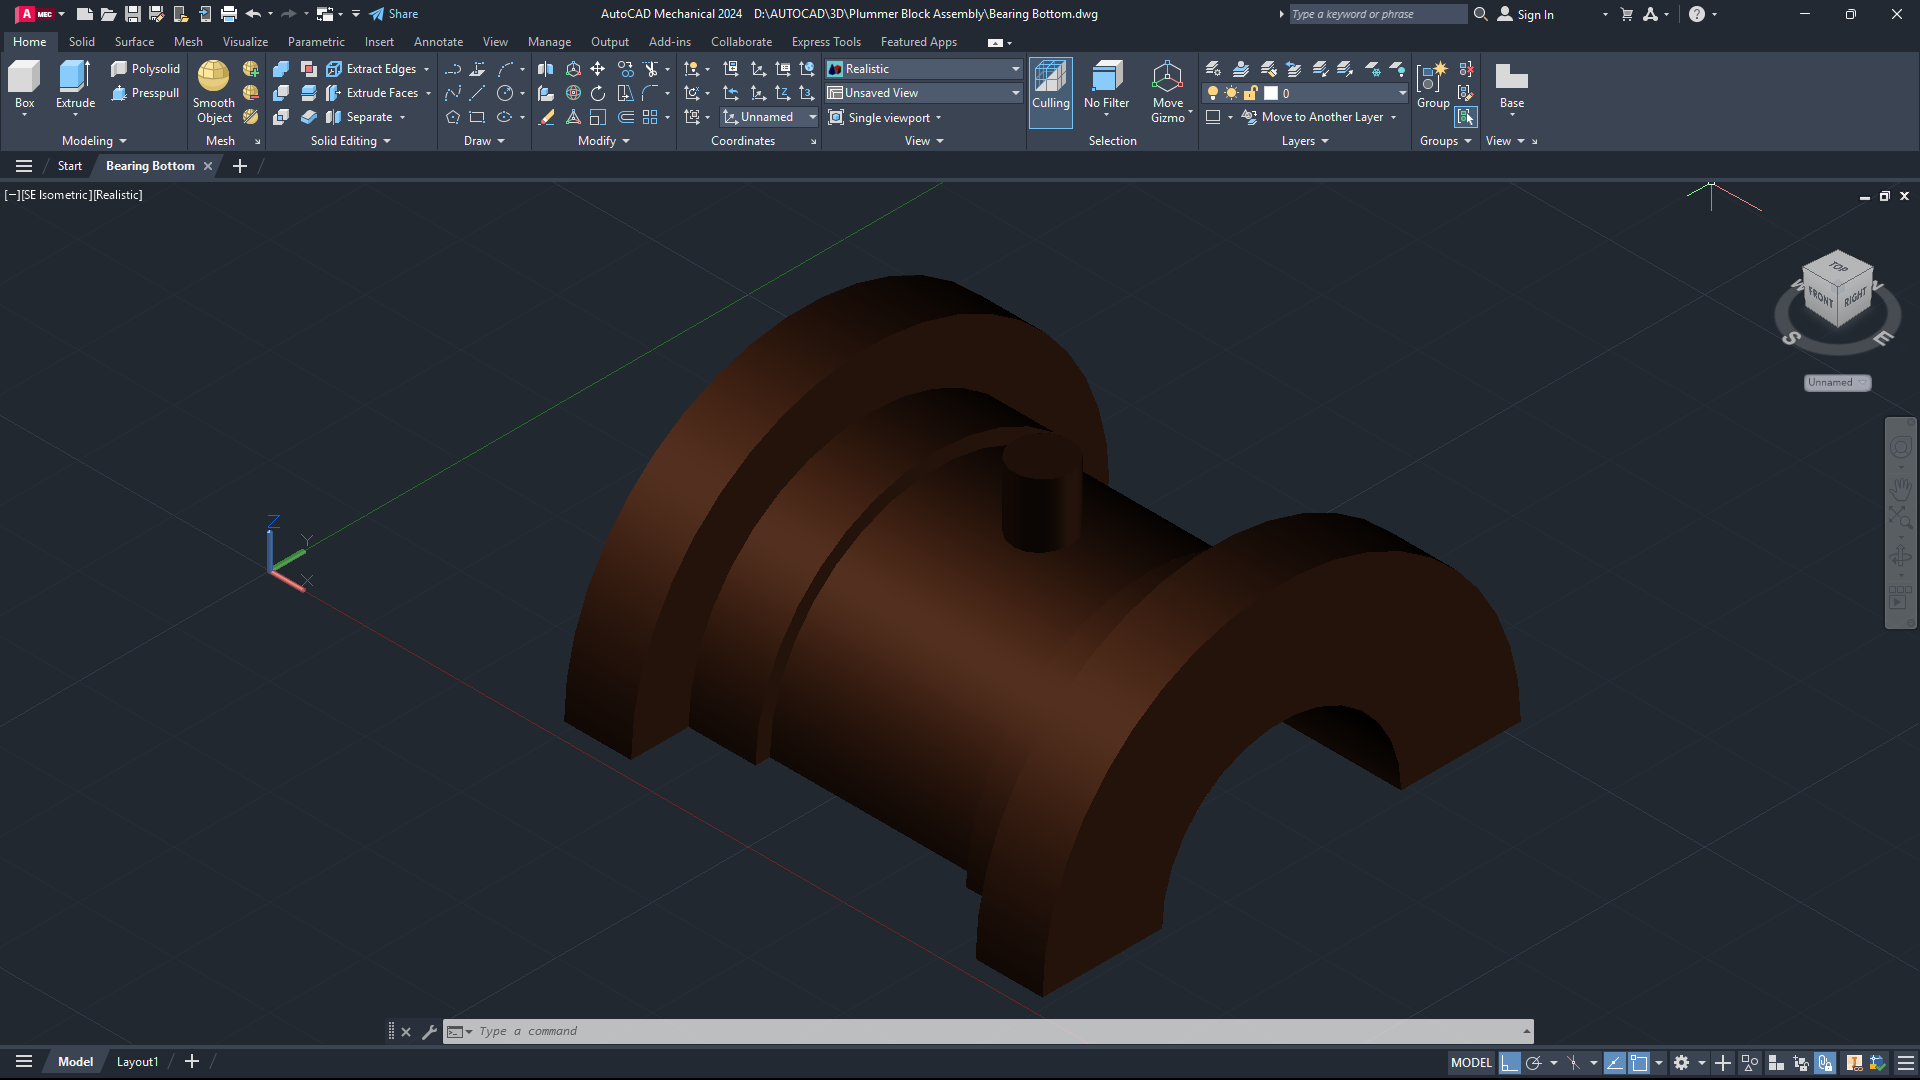 A MEC Share AutoCAD Mechanical 2024 D:\AUTOCAD\3D\Plummer Block Assembly\Bearing Bottom.dwg Type a keyword or phrase Sign In
Home Solid Surface Mesh Visualize Parametric Insert Annotate View Manage Output Add-ins Collaborate Express Tools Featured Apps
Polysolid Extract Edges Realistic
Presspull Extrude Faces Unsaved View 0
Box Extrude Smooth Object Separate Unnamed Single viewport Culling No Filter Move Gizmo Move to Another Layer Group Base
Modeling Mesh Solid Editing Draw Modify Coordinates View Selection Layers Groups View
Start Bearing Bottom
[−][SE Isometric][Realistic]
TOP
W N
FRONT RIGHT
S E
Unnamed
Z
Y
X
Type a command
Model Layout1 MODEL